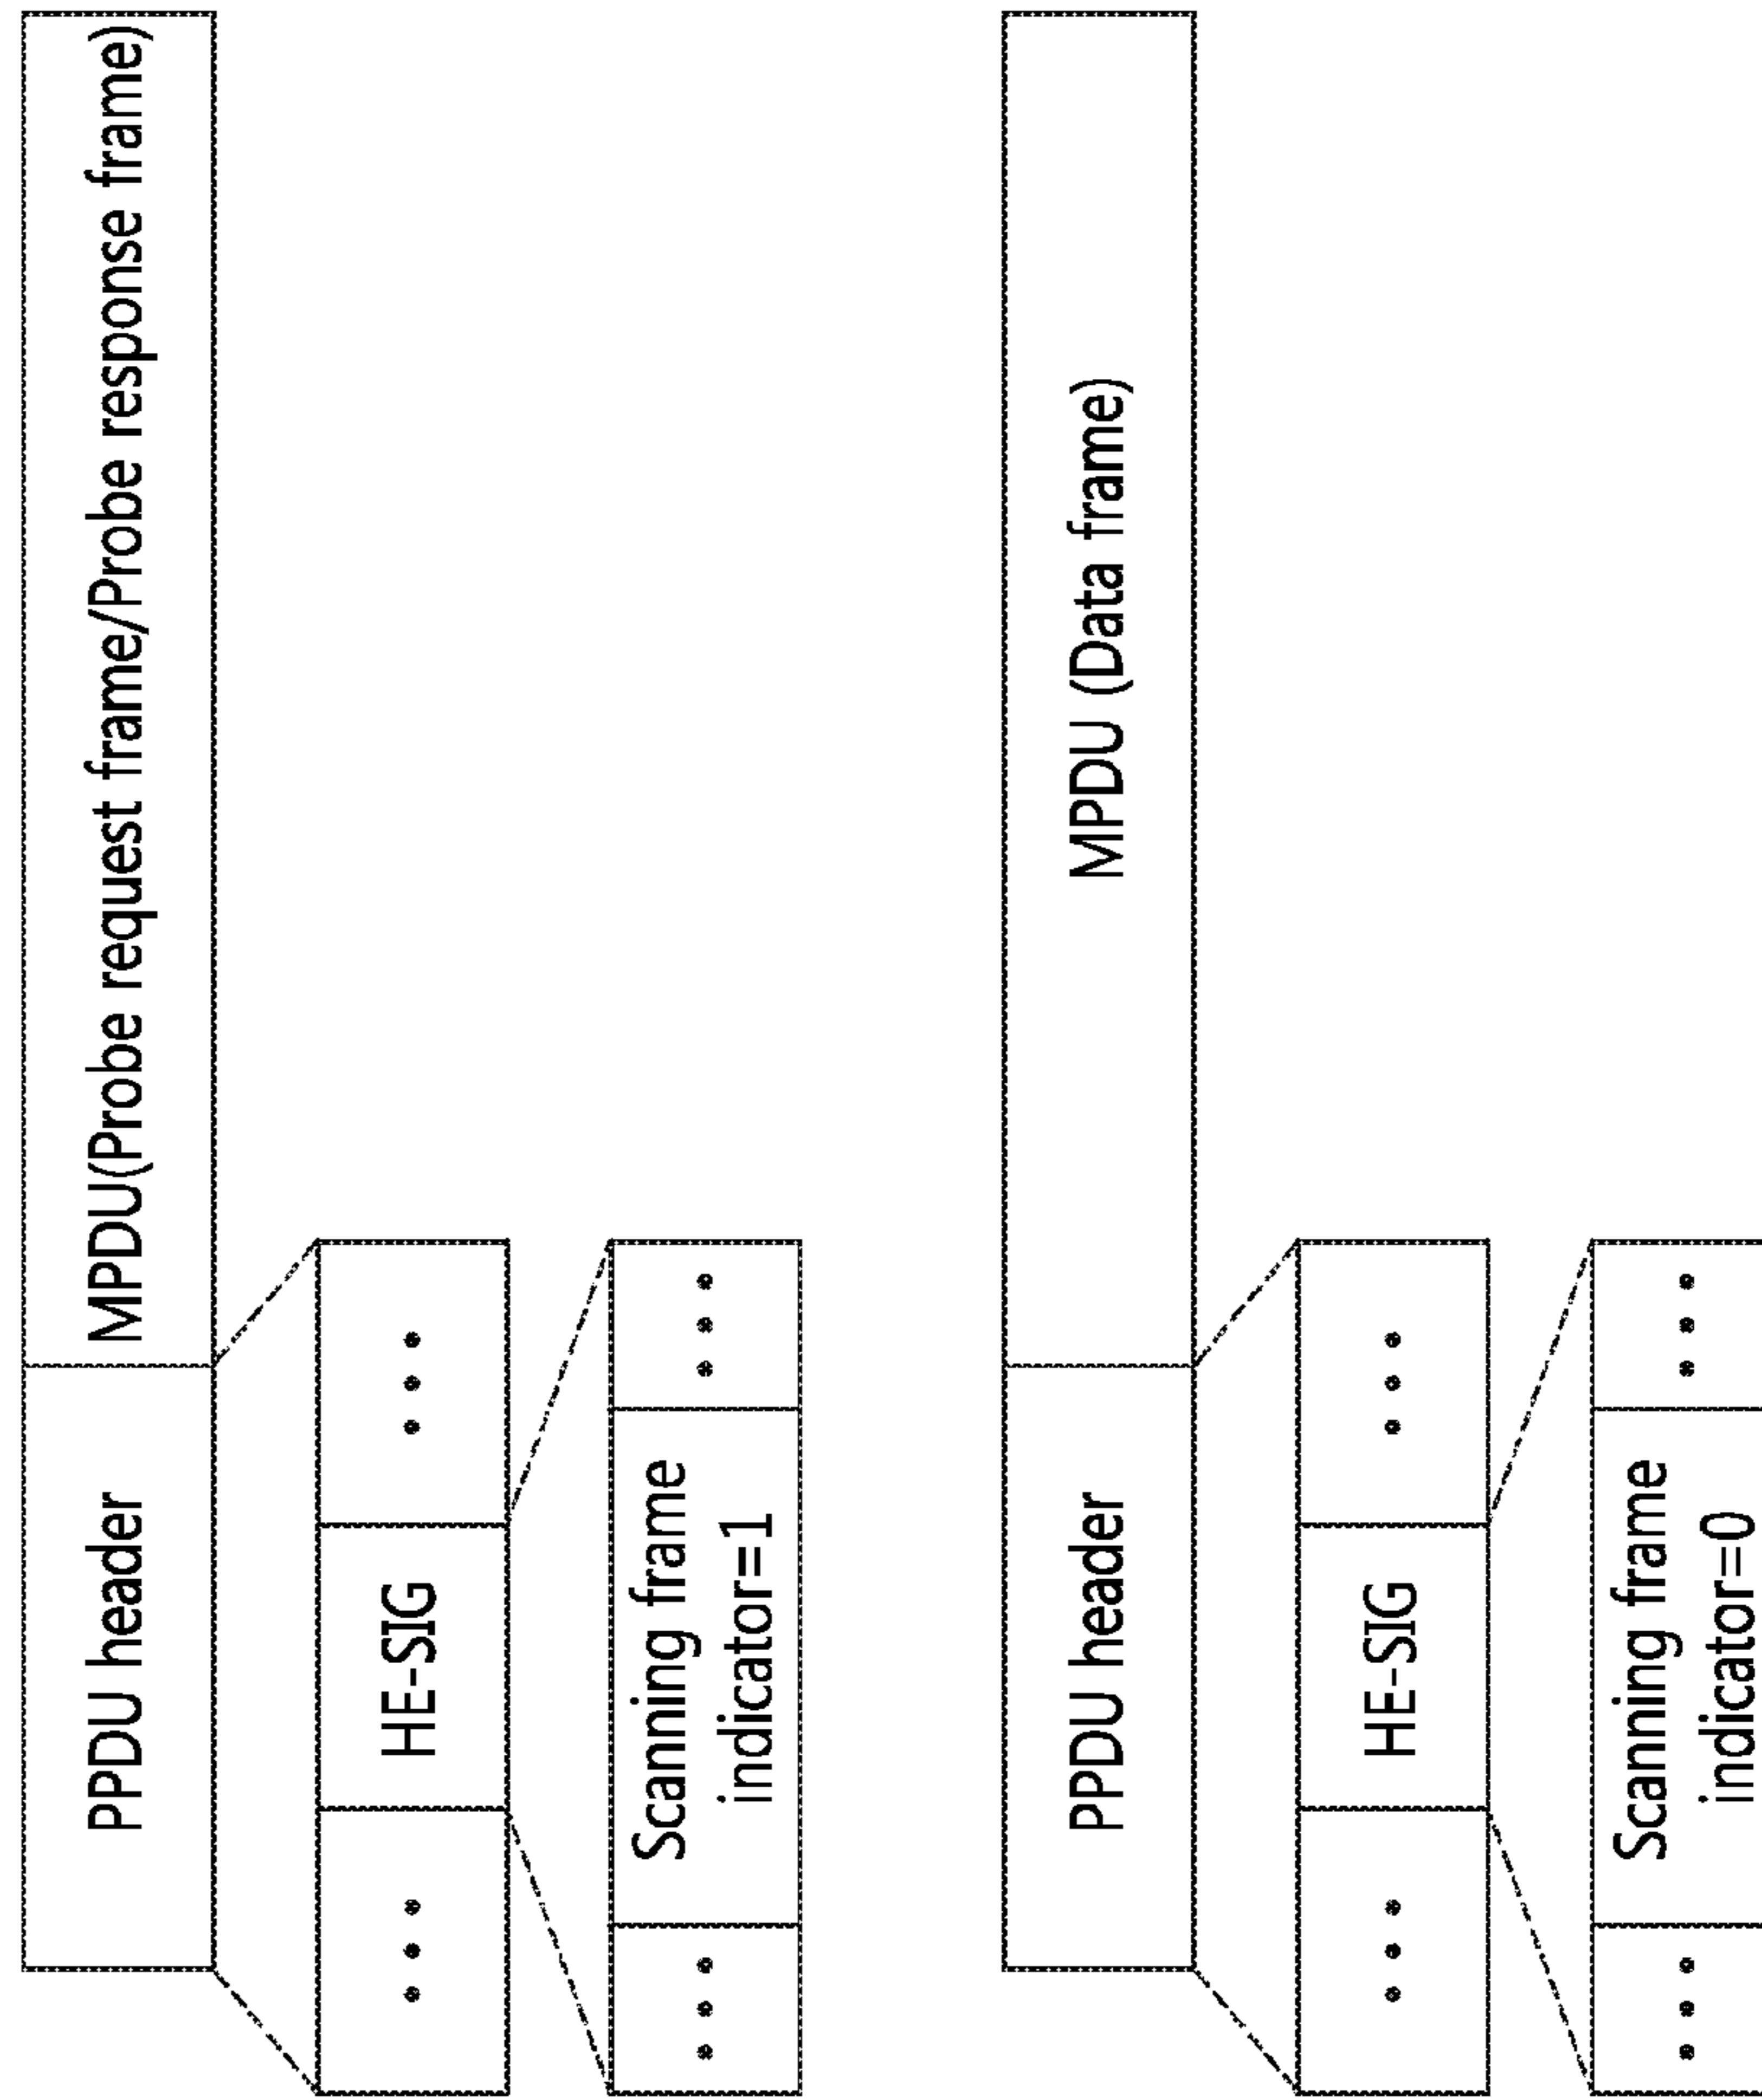 PPDU header
MPDU(Probe request frame/Probe response frame)
HE-SIG
Scanning frame
indicator=1
PPDU header
MPDU (Data frame)
HE-SIG
Scanning frame
indicator=0